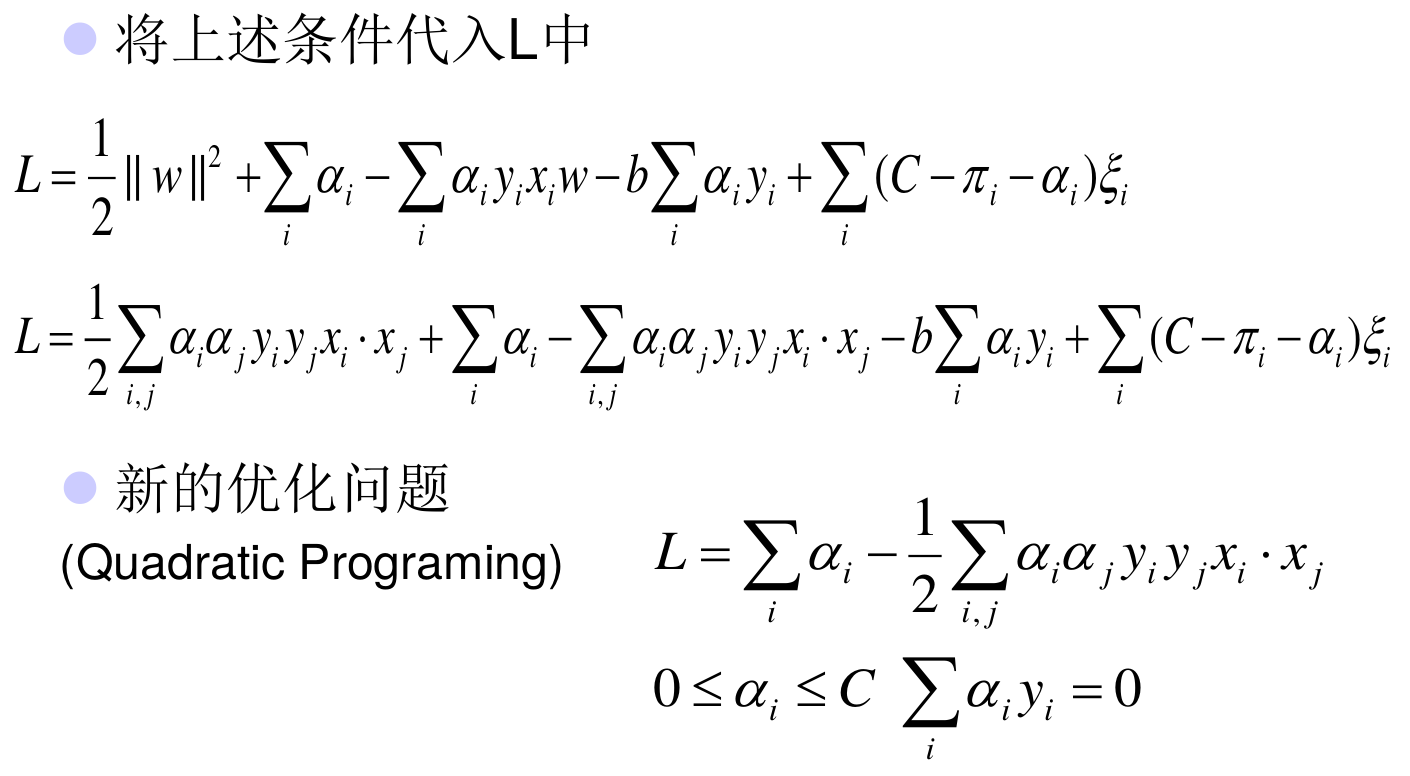 ● 将上述条件代入L中
L = \frac{1}{2} \| w \|^2 + \sum_i \alpha_i - \sum_i \alpha_i y_i x_i w - b \sum_i \alpha_i y_i + \sum_i (C - \pi_i - \alpha_i) \xi_i
L = \frac{1}{2} \sum_{i,j} \alpha_i \alpha_j y_i y_j x_i \cdot x_j + \sum_i \alpha_i - \sum_{i,j} \alpha_i \alpha_j y_i y_j x_i \cdot x_j - b \sum_i \alpha_i y_i + \sum_i (C - \pi_i - \alpha_i) \xi_i
● 新的优化问题
(Quadratic Programing)
L = \sum_i \alpha_i - \frac{1}{2} \sum_{i,j} \alpha_i \alpha_j y_i y_j x_i \cdot x_j
0 \leq \alpha_i \leq C \sum_i \alpha_i y_i = 0